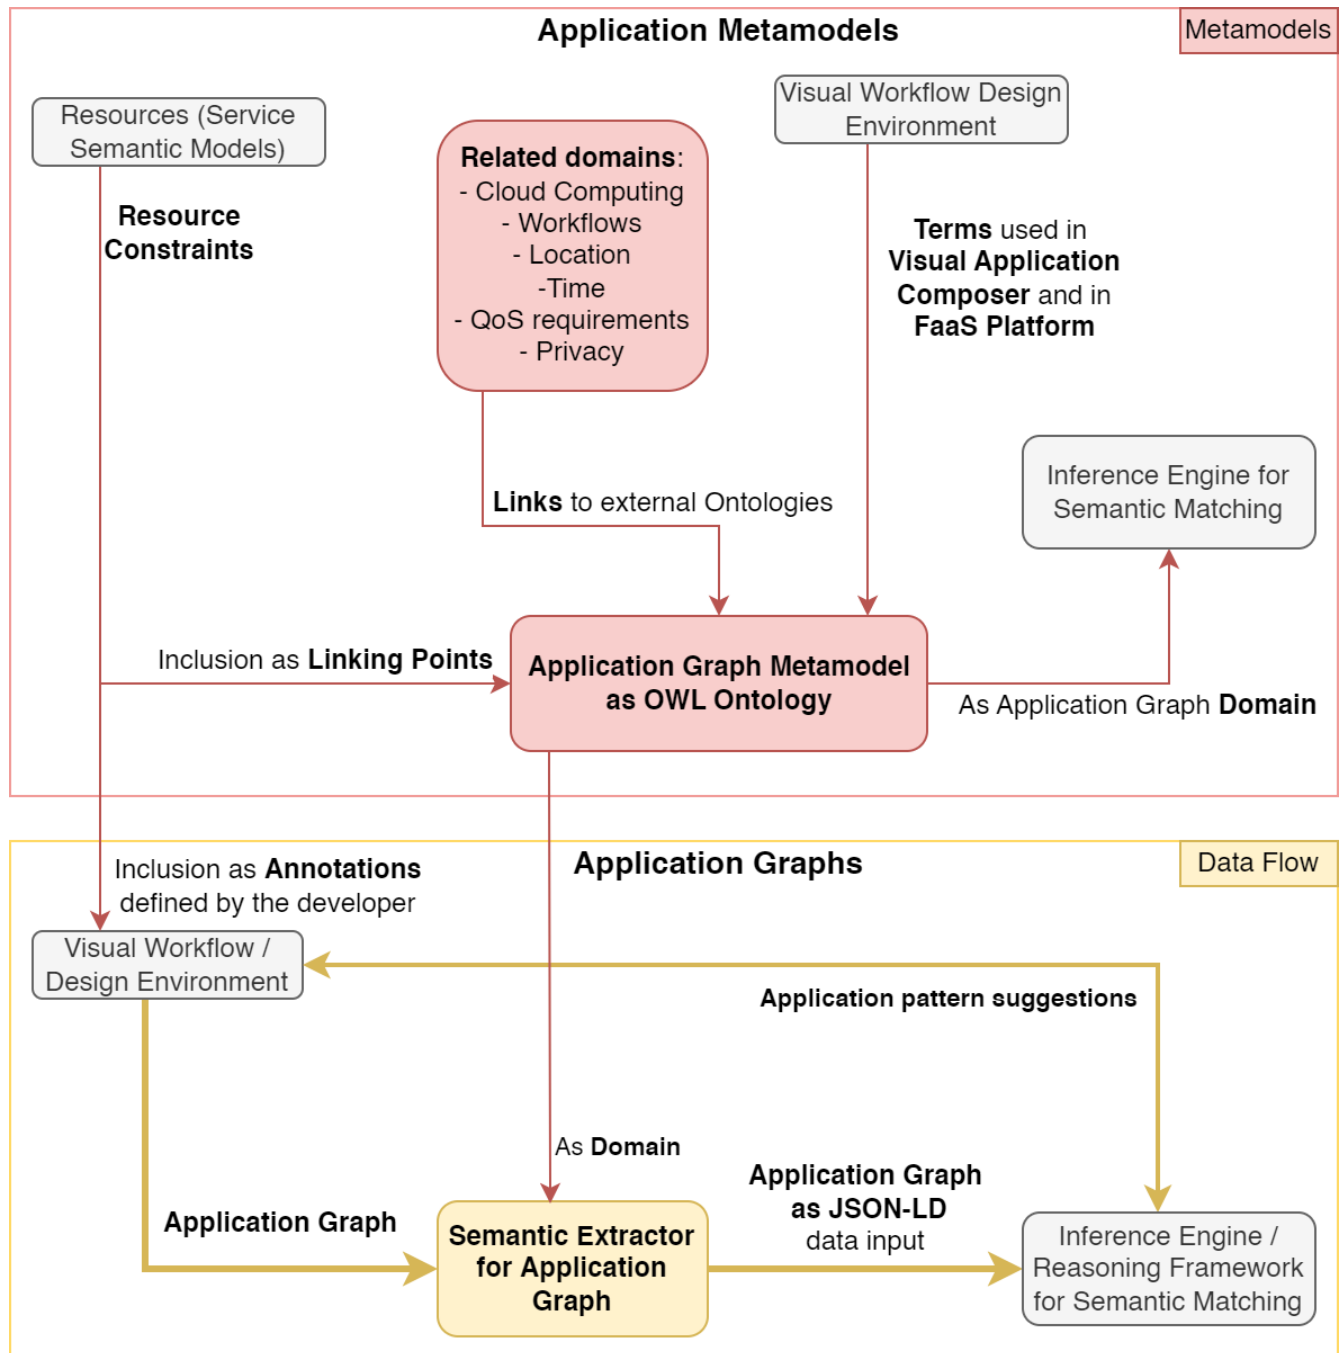 Application Metamodels
Metamodels
Resources (Service
Semantic Models)
Visual Workflow Design
Environment
Related domains:
- Cloud Computing
- Workflows
- Location
-Time
- QoS requirements
- Privacy
Resource
Constraints
Terms used in
Visual Application
Composer and in
FaaS Platform
Inference Engine for
Semantic Matching
Links to external Ontologies
Inclusion as Linking Points
Application Graph Metamodel
as OWL Ontology
As Application Graph Domain
Application Graphs
Data Flow
Inclusion as Annotations
defined by the developer
Visual Workflow /
Design Environment
Application pattern suggestions
As Domain
Application Graph
Semantic Extractor
for Application
Graph
Application Graph
as JSON-LD
data input
Inference Engine /
Reasoning Framework
for Semantic Matching